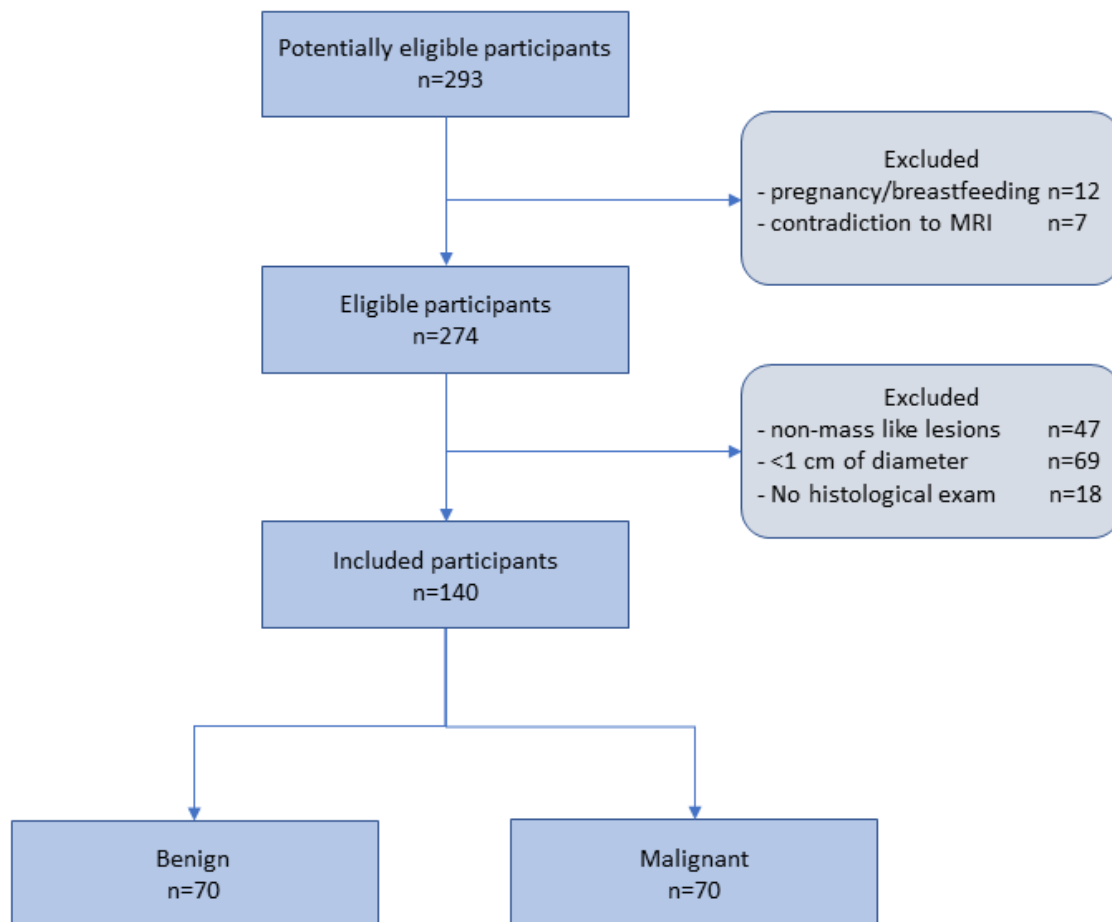 Potentially eligible participants
n=293
Excluded
- pregnancy/breastfeeding n=12
- contradiction to MRI n=7
Eligible participants
n=274
Excluded
- non-mass like lesions n=47
- <1 cm of diameter n=69
- No histological exam n=18
Included participants
n=140
Benign
n=70
Malignant
n=70